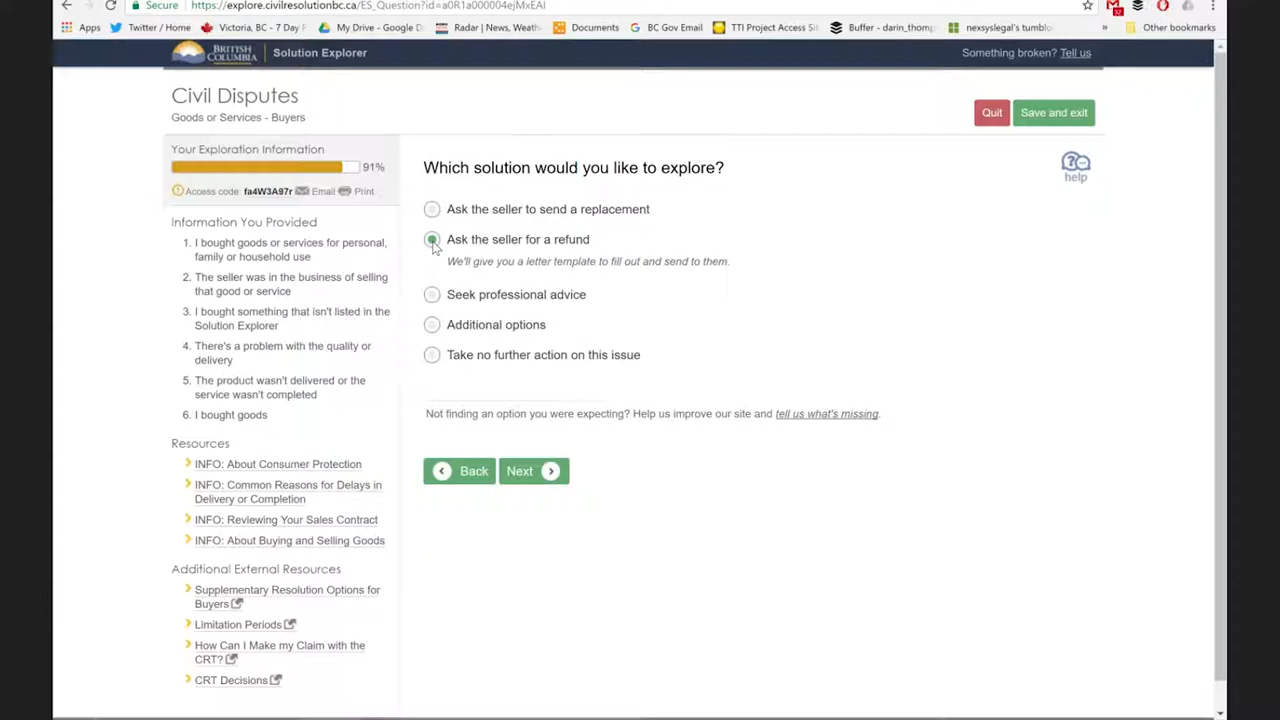 Secure
https://explore.civilresolutionbc.ca/ES_Question?id=a0R1a000004ejMxEAI
Apps
Twitter / Home
Victoria, BC - 7 Day F
My Drive - Google D
Radar | News, Weath
Documents
BC Gov Email
TTI Project Access Sit
Buffer - darin_thomp
nexsyslegal's tumblo
»
Other bookmarks
BRITISH COLUMBIA
Solution Explorer
Something broken? Tell us
Civil Disputes
Goods or Services - Buyers
Quit
Save and exit
Your Exploration Information
91%
Access code: fa4W3A97r Email Print
Information You Provided
1. I bought goods or services for personal,
family or household use
2. The seller was in the business of selling
that good or service
3. I bought something that isn't listed in the
Solution Explorer
4. There's a problem with the quality or
delivery
5. The product wasn't delivered or the
service wasn't completed
6. I bought goods
Resources
INFO: About Consumer Protection
INFO: Common Reasons for Delays in
Delivery or Completion
INFO: Reviewing Your Sales Contract
INFO: About Buying and Selling Goods
Additional External Resources
Supplementary Resolution Options for
Buyers
Limitation Periods
How Can I Make my Claim with the
CRT?
CRT Decisions
Which solution would you like to explore?
help
Ask the seller to send a replacement
Ask the seller for a refund
We'll give you a letter template to fill out and send to them.
Seek professional advice
Additional options
Take no further action on this issue
Not finding an option you were expecting? Help us improve our site and tell us what's missing.
Back
Next